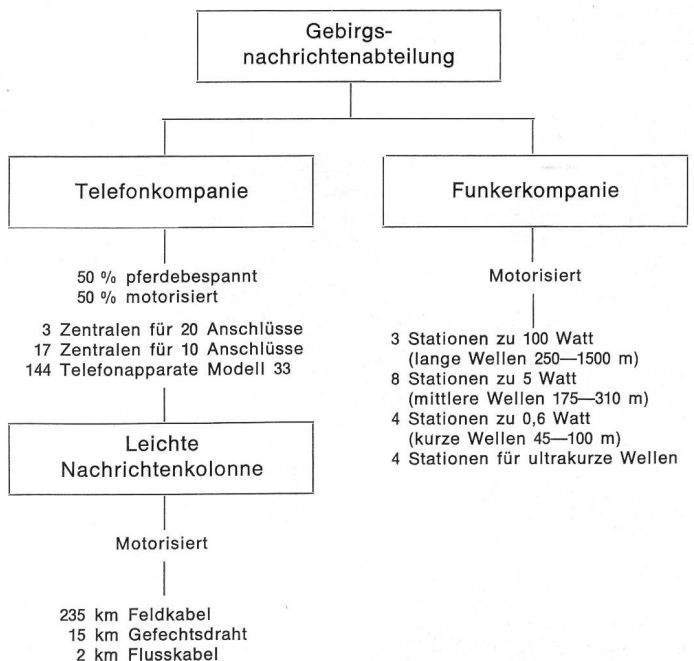 Gebirgs-
nachrichtenabteilung
Telefonkompanie
50 % pferdebespannt
50 % motorisiert
3 Zentralen für 20 Anschlüsse
17 Zentralen für 10 Anschlüsse
144 Telefonapparate Modell 33
Leichte
Nachrichtenkolonne
Motorisiert
235 km Feldkabel
15 km Gefechtsdraht
2 km Flusskabel
Funkerkompanie
Motorisiert
3 Stationen zu 100 Watt
(lange Wellen 250—1500 m)
8 Stationen zu 5 Watt
(mittlere Wellen 175—310 m)
4 Stationen zu 0,6 Watt
(kurze Wellen 45—100 m)
4 Stationen für ultrakurze Wellen